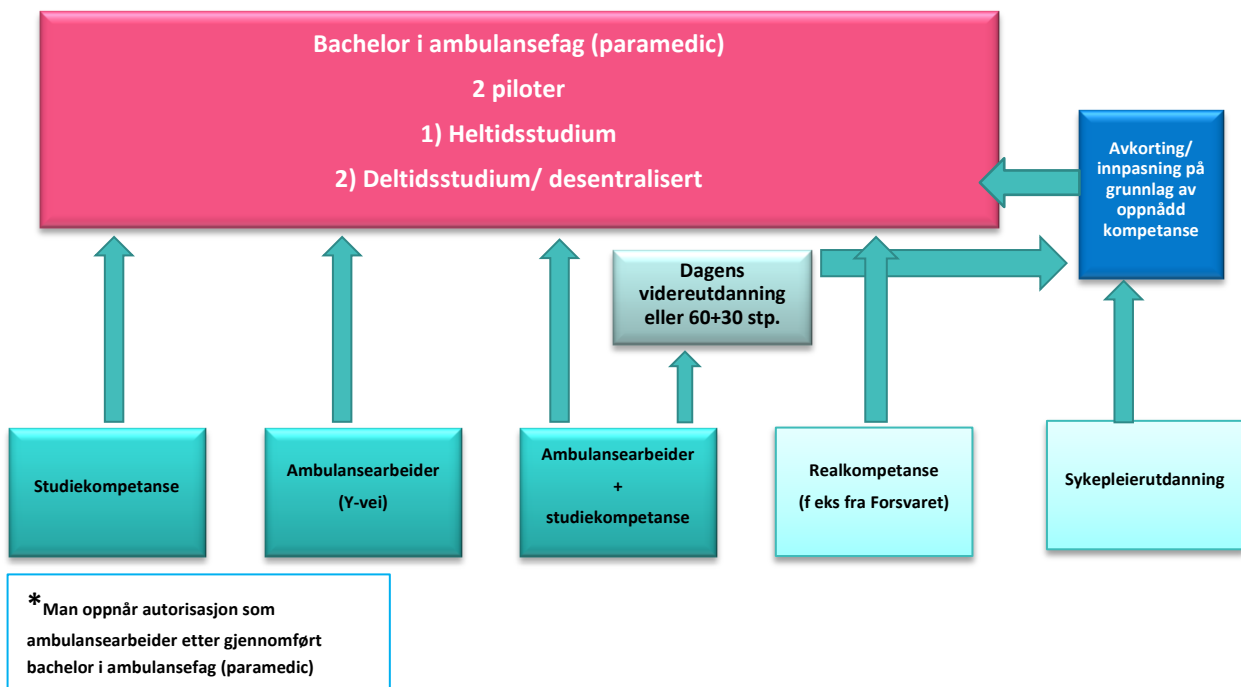 Bachelor i ambulansefag (paramedic)
2 piloter
1) Heltidsstudium
2) Deltidsstudium/ desentralisert
Avkorting/
innpasning på
grunnlag av
oppnådd
kompetanse
Dagens
videreutdanning
eller 60+30 stp.
Studiekompetanse
Ambulansearbeider
(Y-vei)
Ambulansearbeider
+
studiekompetanse
Realkompetanse
(f eks fra Forsvaret)
Sykepleierutdanning
*Man oppnår autorisasjon som
ambulansearbeider etter gjennomført
bachelor i ambulansefag (paramedic)